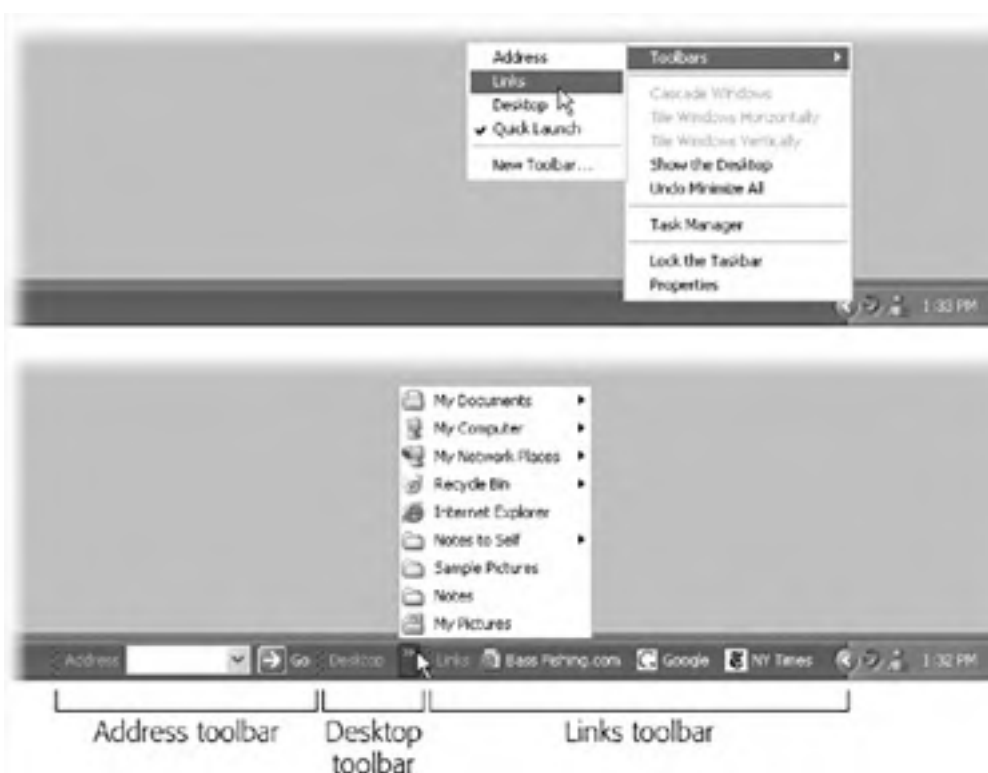 Address
Links
Desktop
Quick Launch
New Toolbar...
Toolbars
Cascade Windows
Tile Windows Horizontally
Tile Windows Vertically
Show the Desktop
Undo Minimize All
Task Manager
Lock the Taskbar
Properties
1:33 PM
My Documents
My Computer
My Network Places
Recycle Bin
Internet Explorer
Notes to Self
Sample Pictures
Notes
My Pictures
Address Go Desktop » Links Bass Fishing.com Google NY Times 1:32 PM
Address toolbar
Desktop
toolbar
Links toolbar